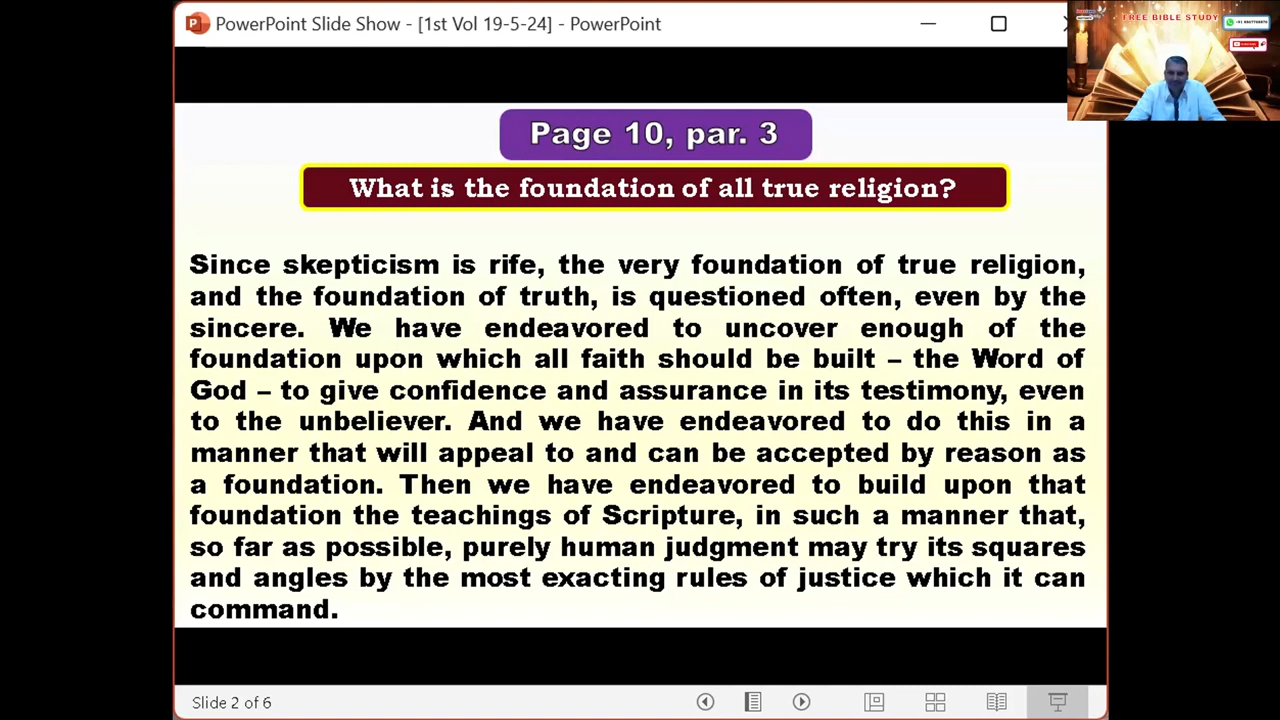 PowerPoint Slide Show - [1st Vol 19-5-24] - PowerPoint
FREE BIBLE STUDY
Page 10, par. 3
What is the foundation of all true religion?
Since skepticism is rife, the very foundation of true religion,
and the foundation of truth, is questioned often, even by the
sincere. We have endeavored to uncover enough of the
foundation upon which all faith should be built – the Word of
God – to give confidence and assurance in its testimony, even
to the unbeliever. And we have endeavored to do this in a
manner that will appeal to and can be accepted by reason as
a foundation. Then we have endeavored to build upon that
foundation the teachings of Scripture, in such a manner that,
so far as possible, purely human judgment may try its squares
and angles by the most exacting rules of justice which it can
command.
Slide 2 of 6